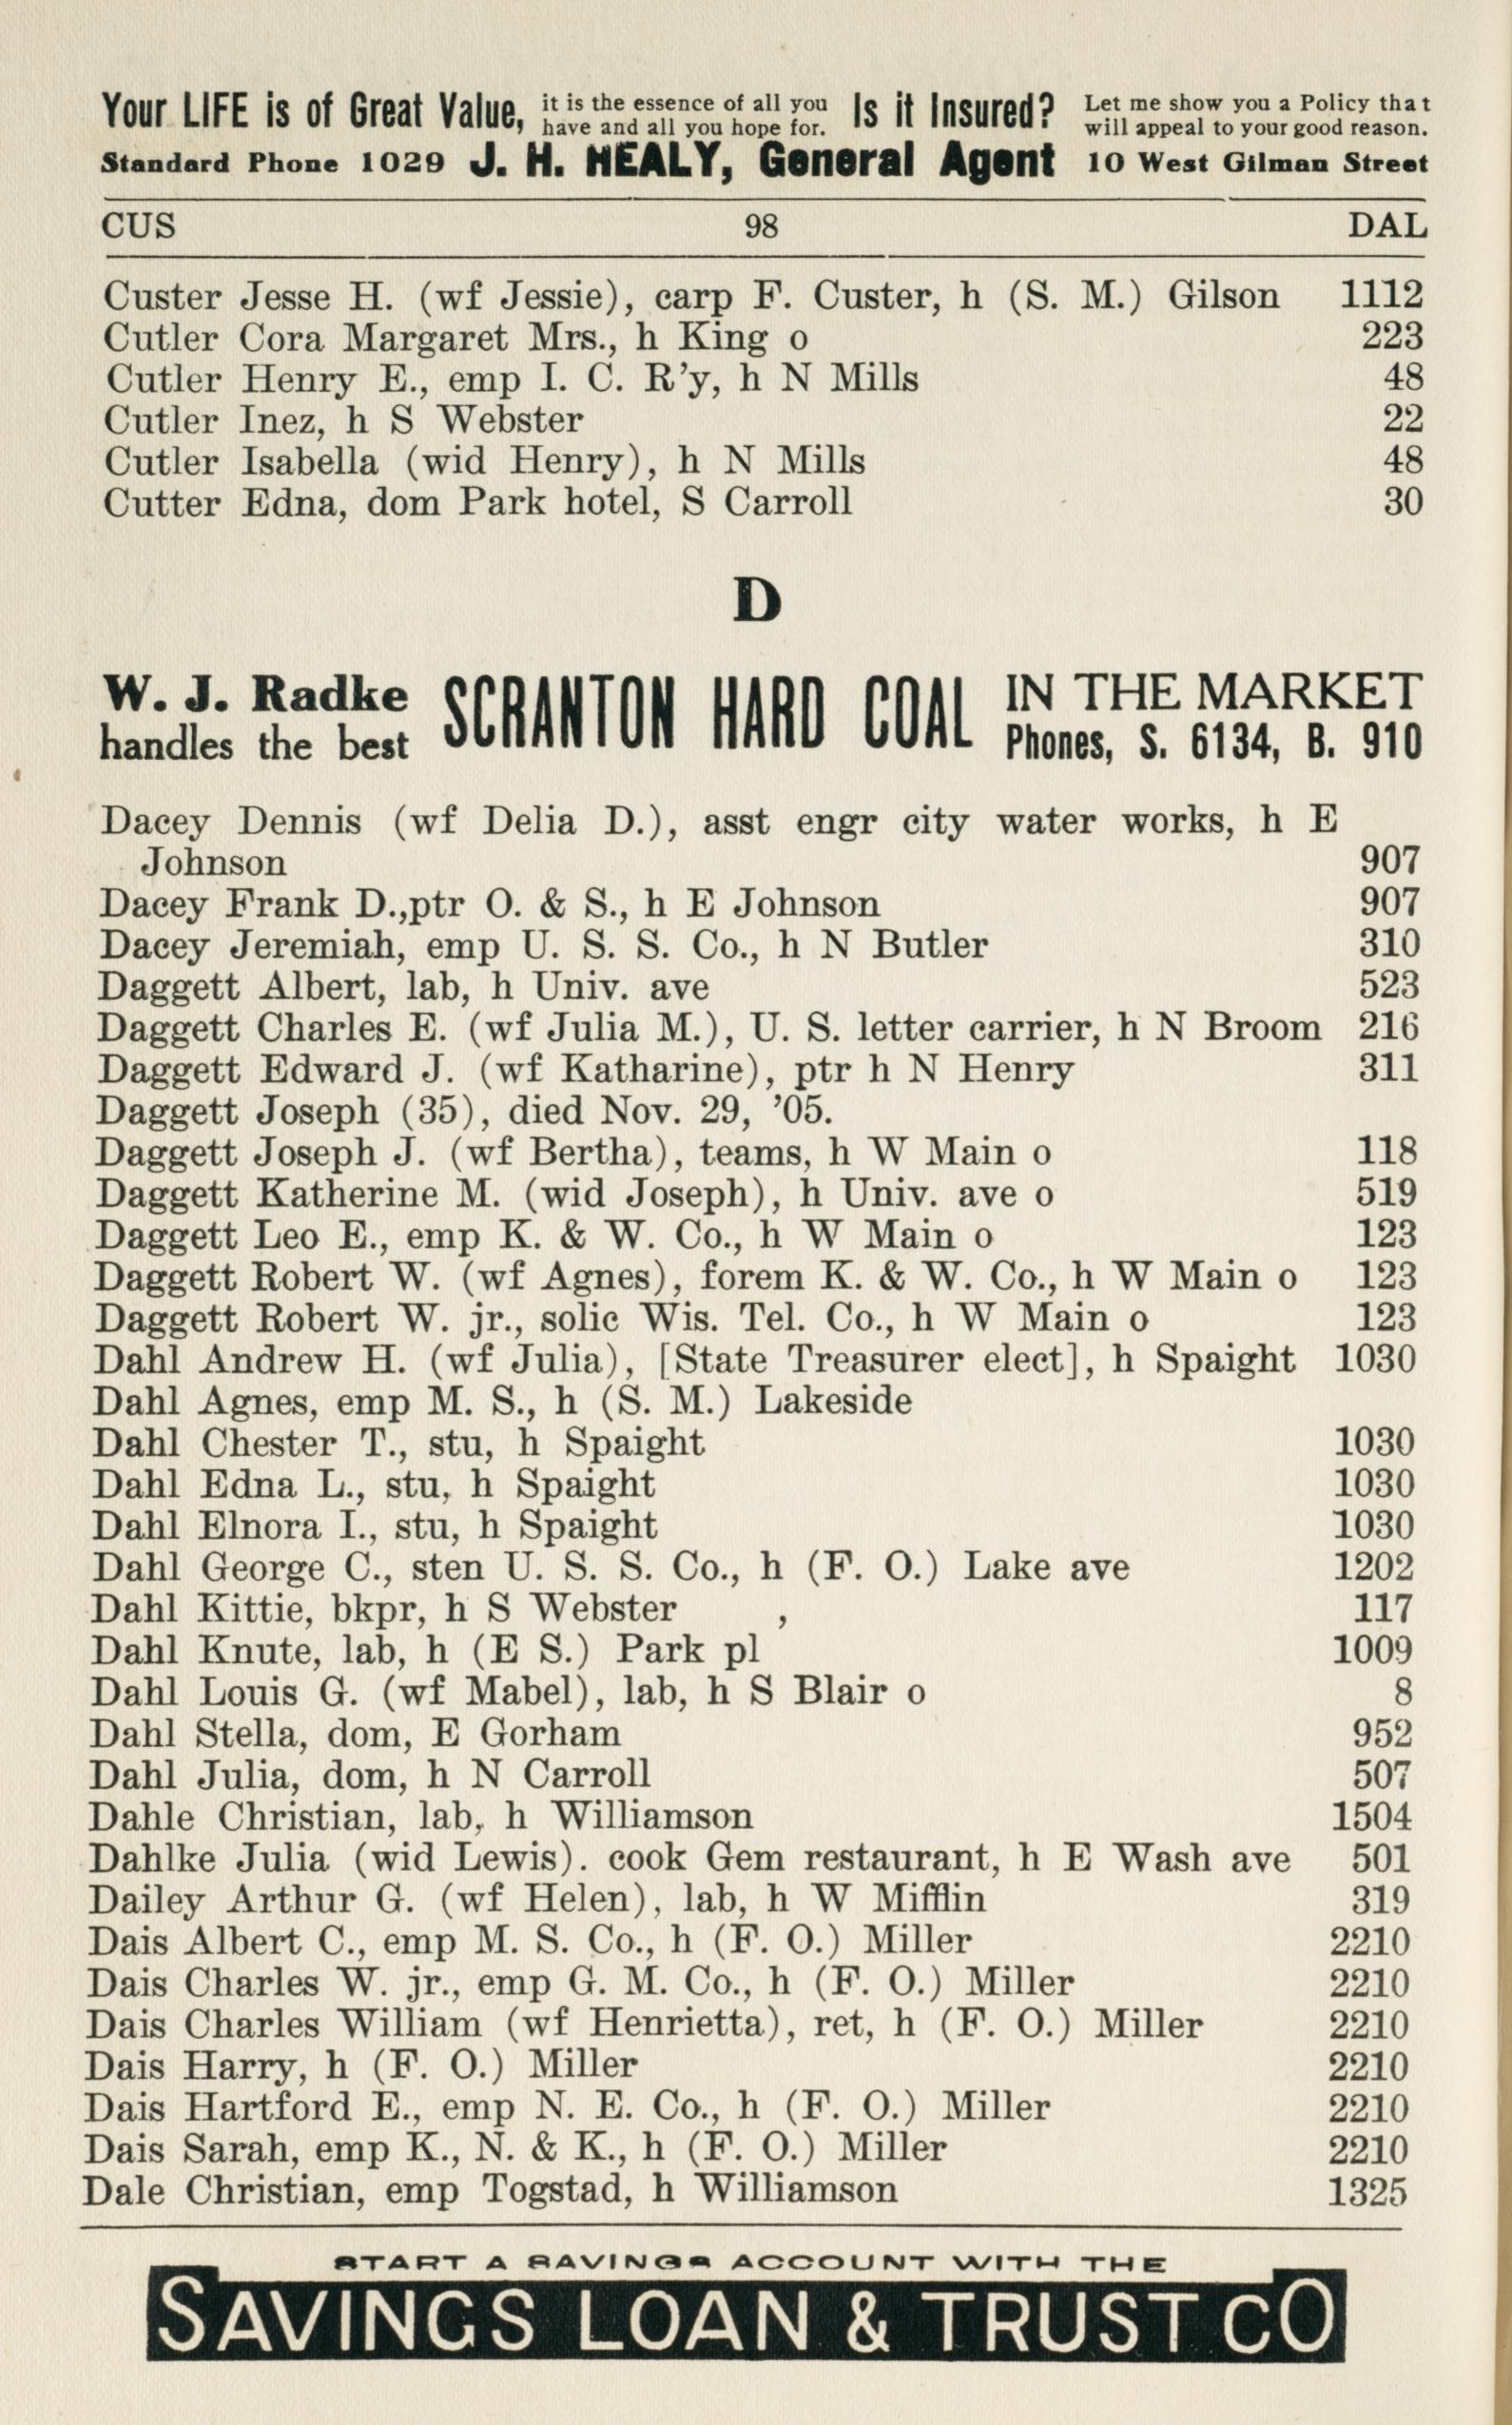 Your LIFE is of Great Value, it is the essence of all you have and all you hope for. Is it Insured? Let me show you a Policy that will appeal to your good reason.
Standard Phone 1029 J. H. HEALY, General Agent 10 West Gilman Street
CUS 98 DAL
Custer Jesse H. (wf Jessie), carp F. Custer, h (S. M.) Gilson 1112
Cutler Cora Margaret Mrs., h King o 223
Cutler Henry E., emp I. C. R'y, h N Mills 48
Cutler Inez, h S Webster 22
Cutler Isabella (wid Henry), h N Mills 48
Cutter Edna, dom Park hotel, S Carroll 30
D
W. J. Radke handles the best SCRANTON HARD COAL IN THE MARKET Phones, S. 6134, B. 910
Dacey Dennis (wf Delia D.), asst engr city water works, h E
Johnson 907
Dacey Frank D.,ptr O. & S., h E Johnson 907
Dacey Jeremiah, emp U. S. S. Co., h N Butler 310
Daggett Albert, lab, h Univ. ave 523
Daggett Charles E. (wf Julia M.), U. S. letter carrier, h N Broom 216
Daggett Edward J. (wf Katharine), ptr h N Henry 311
Daggett Joseph (35), died Nov. 29, '05.
Daggett Joseph J. (wf Bertha), teams, h W Main o 118
Daggett Katherine M. (wid Joseph), h Univ. ave o 519
Daggett Leo E., emp K. & W. Co., h W Main o 123
Daggett Robert W. (wf Agnes), forem K. & W. Co., h W Main o 123
Daggett Robert W. jr., solic Wis. Tel. Co., h W Main o 123
Dahl Andrew H. (wf Julia), [State Treasurer elect], h Spaight 1030
Dahl Agnes, emp M. S., h (S. M.) Lakeside
Dahl Chester T., stu, h Spaight 1030
Dahl Edna L., stu, h Spaight 1030
Dahl Elnora I., stu, h Spaight 1030
Dahl George C., sten U. S. S. Co., h (F. O.) Lake ave 1202
Dahl Kittie, bkpr, h S Webster , 117
Dahl Knute, lab, h (E S.) Park pl 1009
Dahl Louis G. (wf Mabel), lab, h S Blair o 8
Dahl Stella, dom, E Gorham 952
Dahl Julia, dom, h N Carroll 507
Dahle Christian, lab, h Williamson 1504
Dahlke Julia (wid Lewis). cook Gem restaurant, h E Wash ave 501
Dailey Arthur G. (wf Helen), lab, h W Mifflin 319
Dais Albert C., emp M. S. Co., h (F. O.) Miller 2210
Dais Charles W. jr., emp G. M. Co., h (F. O.) Miller 2210
Dais Charles William (wf Henrietta), ret, h (F. O.) Miller 2210
Dais Harry, h (F. O.) Miller 2210
Dais Hartford E., emp N. E. Co., h (F. O.) Miller 2210
Dais Sarah, emp K., N. & K., h (F. O.) Miller 2210
Dale Christian, emp Togstad, h Williamson 1325
START A SAVINGS ACCOUNT WITH THE
SAVINGS LOAN & TRUST CO